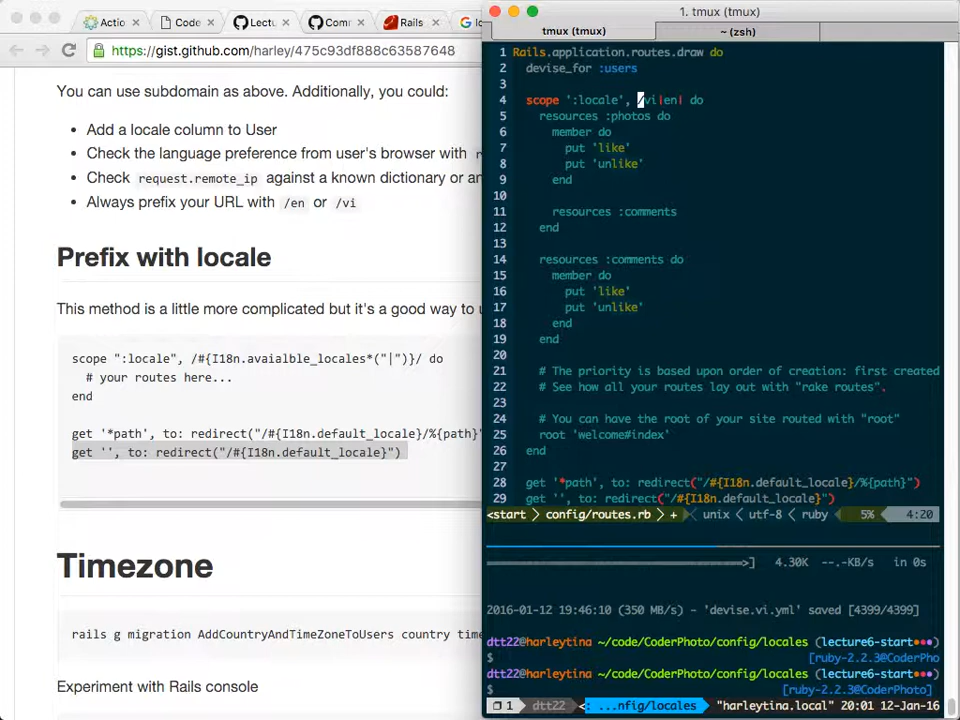 Actio
Code
Lectu
Comm
Rails
https://gist.github.com/harley/475c93df888c63587648
You can use subdomain as above. Additionally, you could:
Add a locale column to User
Check the language preference from user's browser with
Check request.remote_ip against a known dictionary or an
Always prefix your URL with /en or /vi
Prefix with locale
This method is a little more complicated but it's a good way to
scope ":locale", /#{I18n.avaialble_locales*("|")}/ do
# your routes here...
end
get '*path', to: redirect("/#{I18n.default_locale}/%{path}"
get '', to: redirect("/#{I18n.default_locale}")
Timezone
rails g migration AddCountryAndTimeZoneToUsers country time
Experiment with Rails console
1. tmux (tmux)
tmux (tmux)
~ (zsh)
1 Rails.application.routes.draw do
2 devise_for :users
3
4 scope ':locale', /vi|en| do
5 resources :photos do
6 member do
7 put 'like'
8 put 'unlike'
9 end
10
11 resources :comments
12 end
13
14 resources :comments do
15 member do
16 put 'like'
17 put 'unlike'
18 end
19 end
20
21 # The priority is based upon order of creation: first created
22 # See how all your routes lay out with "rake routes".
23
24 # You can have the root of your site routed with "root"
25 root 'welcome#index'
26 end
27
28 get '*path', to: redirect("/#{I18n.default_locale}/%{path}")
29 get '', to: redirect("/#{I18n.default_locale}")
<start > config/routes.rb > + < unix < utf-8 < ruby < 5% < 4:20
=>] 4.30K --.-KB/s in 0s
2016-01-12 19:46:10 (350 MB/s) - 'devise.vi.yml' saved [4399/4399]
dtt22@harleytina ~/code/CoderPhoto/config/locales (lecture6-start•••)
$ [ruby-2.2.3@CoderPho
dtt22@harleytina ~/code/CoderPhoto/config/locales (lecture6-start•••)
$ [ruby-2.2.3@CoderPhoto]
1 dtt22 <: ...nfig/locales "harleytina.local" 20:01 12-Jan-16